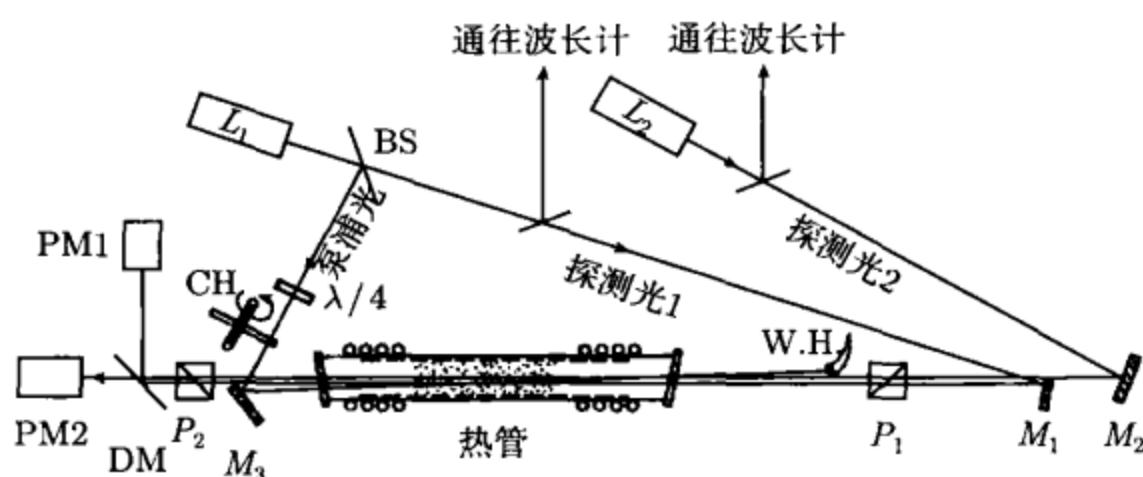 通往波长计
通往波长计
L₁
BS
L₂
PM1
泵浦光
CH
λ/4
探测光1
探测光2
W.H
PM2
P₂
DM
M₃
热管
P₁
M₁
M₂